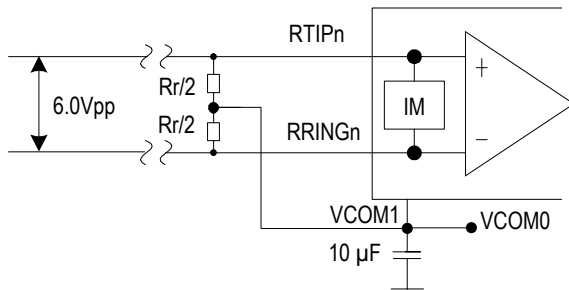 RTIPn
Rr/2
6.0Vpp
IM
Rr/2
RRINGn
+
−
VCOM1
VCOM0
10 µF